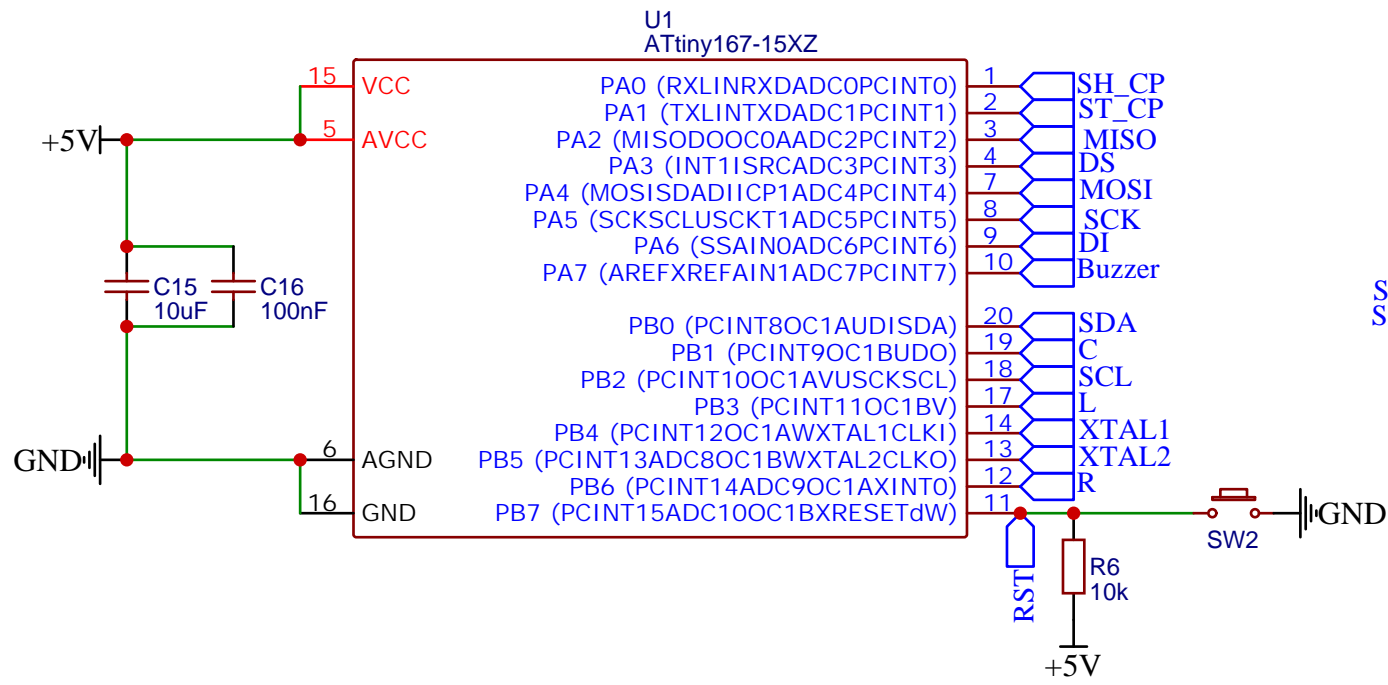 U1
ATtiny167-15XZ
15 VCC
5 AVCC
+5V
C15
10uF
C16
100nF
GND
6 AGND
16 GND
PA0 (RXLINRXDADC0PCINT0) 1 SH_CP
PA1 (TXLINTXDADC1PCINT1) 2 ST_CP
PA2 (MISODOOC0AADC2PCINT2) 3 MISO
PA3 (INT1ISRCADC3PCINT3) 4 DS
PA4 (MOSISDADIICP1ADC4PCINT4) 7 MOSI
PA5 (SCKSCLUSCKT1ADC5PCINT5) 8 SCK
PA6 (SSAIN0ADC6PCINT6) 9 DI
PA7 (AREFXREFAIN1ADC7PCINT7) 10 Buzzer
PB0 (PCINT8OC1AUDISDA) 20 SDA
PB1 (PCINT9OC1BUDO) 19 C
PB2 (PCINT10OC1AVUSCKSCL) 18 SCL
PB3 (PCINT11OC1BV) 17 L
PB4 (PCINT12OC1AWXTAL1CLKI) 14 XTAL1
PB5 (PCINT13ADC8OC1BWXTAL2CLKO) 13 XTAL2
PB6 (PCINT14ADC9OC1AXINT0) 12 R
PB7 (PCINT15ADC10OC1BXRESETdW) 11
RST
R6
10k
+5V
SW2
GND
S
S